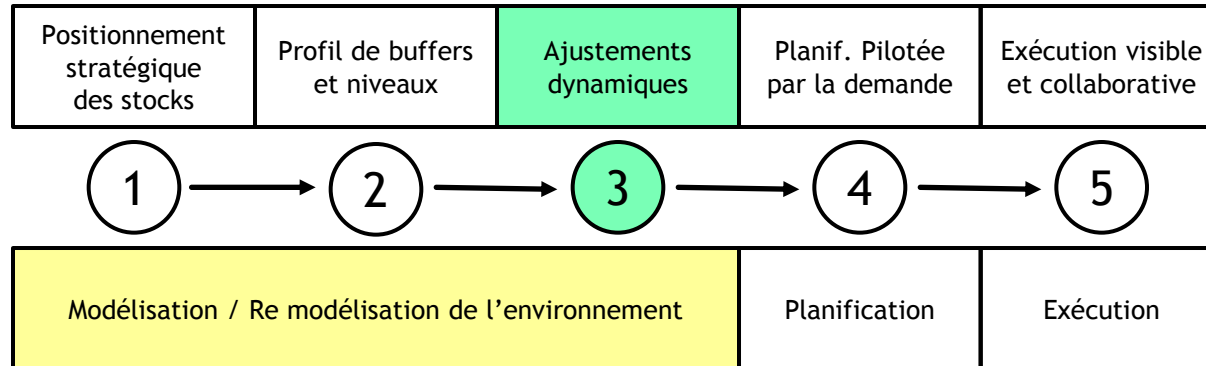 Positionnement
stratégique
des stocks
Profil de buffers
et niveaux
Ajustements
dynamiques
Planif. Pilotée
par la demande
Exécution visible
et collaborative
1
2
3
4
5
Modélisation / Re modélisation de l’environnement
Planification
Exécution